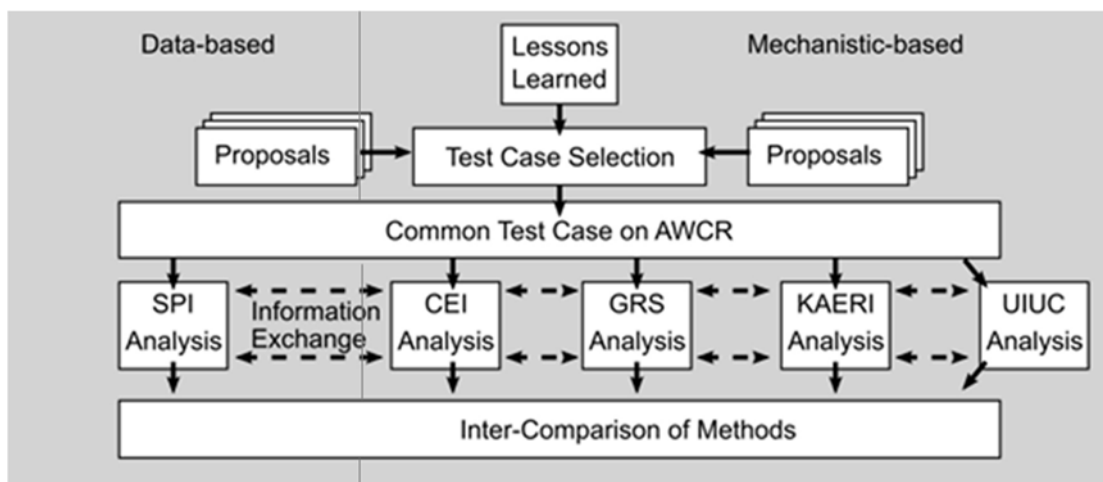 Data-based
Mechanistic-based
Lessons
Learned
Proposals
Test Case Selection
Proposals
Common Test Case on AWCR
SPI
Analysis
Information
Exchange
CEI
Analysis
GRS
Analysis
KAERI
Analysis
UIUC
Analysis
Inter-Comparison of Methods